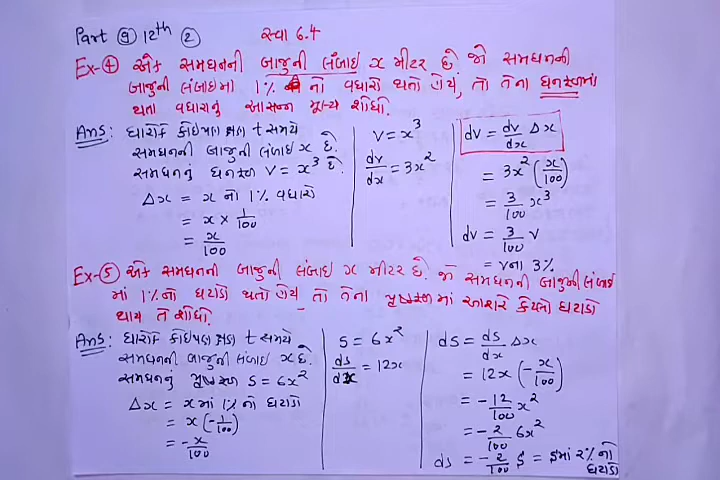 Part ⑨ 12th ②
સ્વા 6.4
Ex-④ એક સમઘનની બાજુની લંબાઇ x મીટર છે જો સમઘનની
બાજુની લંબાઇમાં 1% નો વધારો થતો હોય, તો તેના ઘનફળમાં
થતા વધારાનું આસન્ન મૂલ્ય શોધો.
Ans: ધારોકે કોઇપણ ક્ષણ t સમયે
સમઘનની બાજુની લંબાઇ x છે.
સમઘનનું ઘનફળ V = x³ છે.
Δx = x નો 1% વધારો
= x × 1/100
= x/100
V = x³
dv/dx = 3x²
dv = dv/dx Δx
= 3x² (x/100)
= 3/100 x³
dv = 3/100 V
= Vના 3%
Ex-⑤ એક સમઘનની બાજુની લંબાઇ x મીટર છે. જો સમઘનની બાજુની લંબાઇ
માં 1% નો ઘટાડો થતો હોય તો તેના પૃષ્ઠફળમાં આશરે કેટલો ઘટાડો
થાય તે શોધો.
Ans: ધારોકે કોઇપણ ક્ષણ t સમયે
સમઘનની બાજુની લંબાઇ x છે.
સમઘનનું પૃષ્ઠફળ S = 6x²
Δx = xમાં 1% નો ઘટાડો
= x(-1/100)
= -x/100
S = 6x²
ds/dx = 12x
ds = ds/dx Δx
= 12x (-x/100)
= -12/100 x²
= -2/100 6x²
ds = -2/100 S = Sમાં 2% નો
ઘટાડો